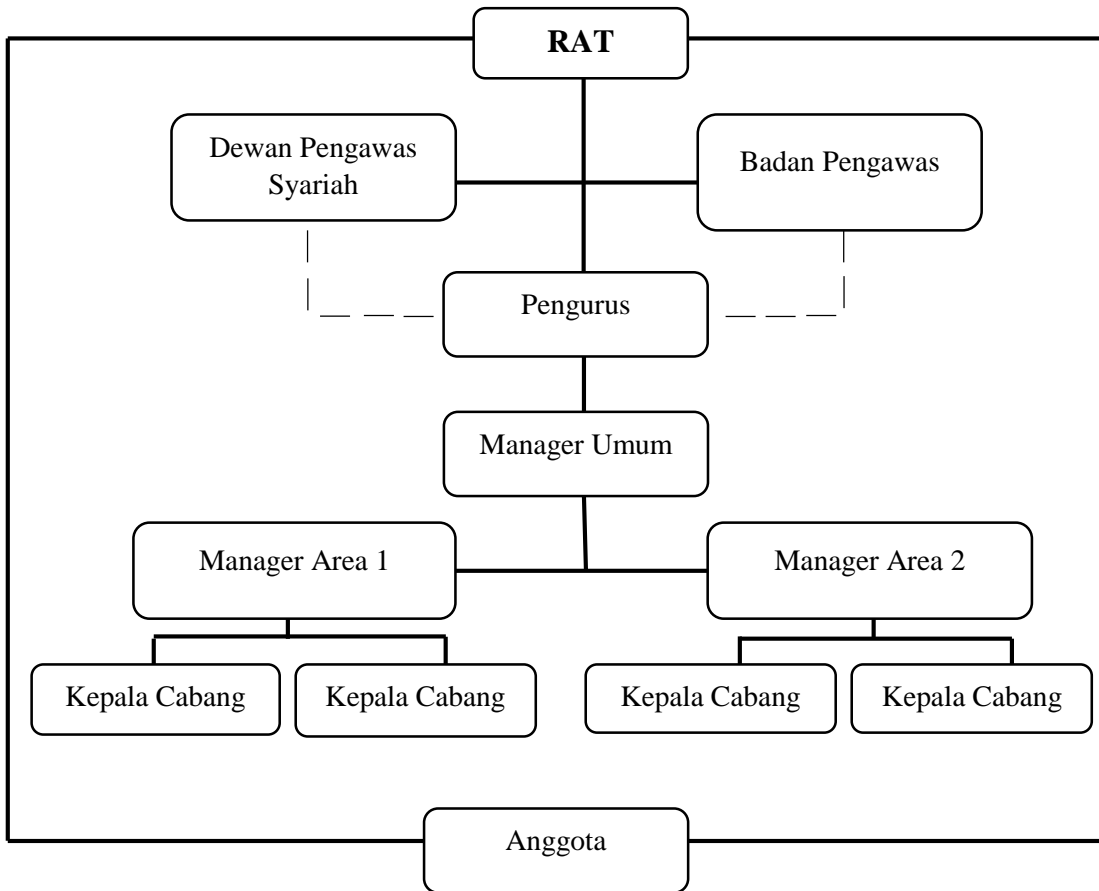 RAT
Dewan Pengawas
Syariah
Badan Pengawas
Pengurus
Manager Umum
Manager Area 1
Manager Area 2
Kepala Cabang
Kepala Cabang
Kepala Cabang
Kepala Cabang
Anggota